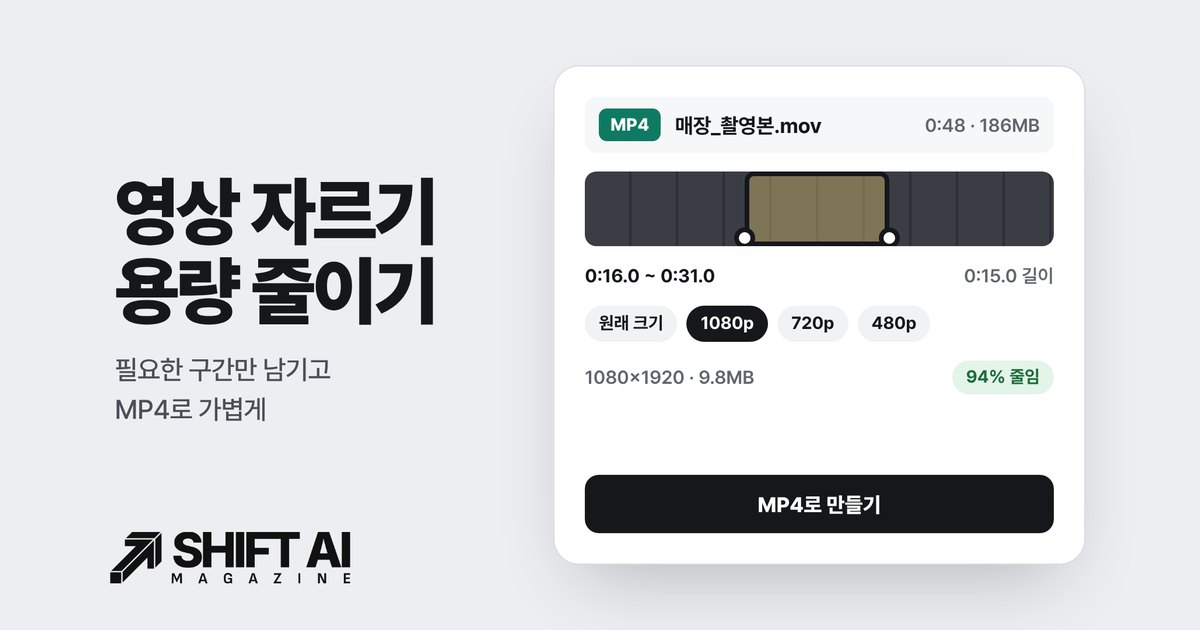 영상 자르기
용량 줄이기
필요한 구간만 남기고
MP4로 가볍게
SHIFT AI
MAGAZINE
MP4 매장_촬영본.mov 0:48 · 186MB
0:16.0 ~ 0:31.0 0:15.0 길이
원래 크기 1080p 720p 480p
1080×1920 · 9.8MB 94% 줄임
MP4로 만들기